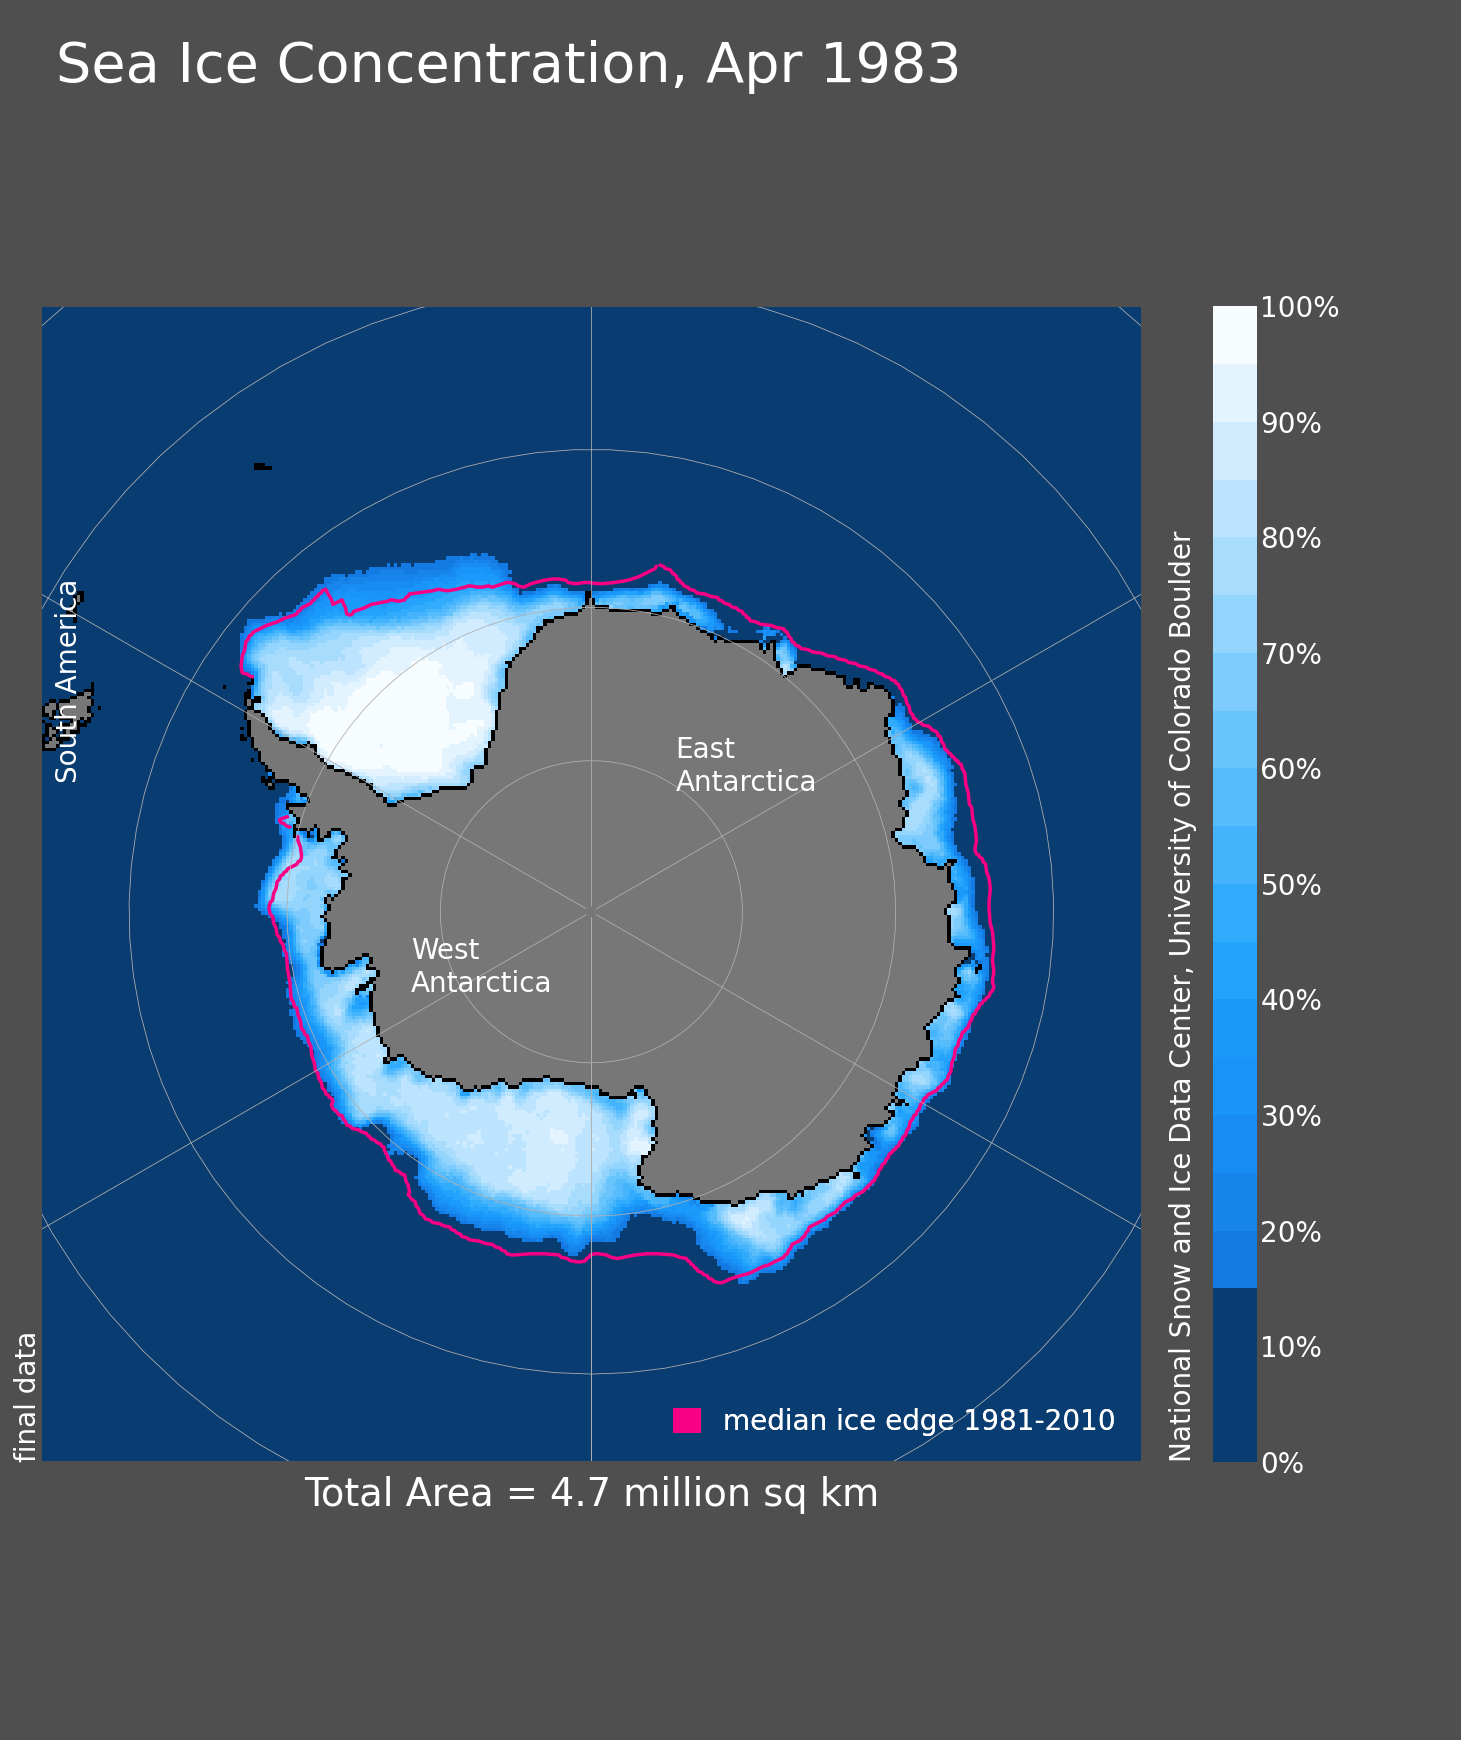 Sea Ice Concentration, Apr 1983
South America
East
Antarctica
West
Antarctica
median ice edge 1981-2010
final data
Total Area = 4.7 million sq km
National Snow and Ice Data Center, University of Colorado Boulder
100%
90%
80%
70%
60%
50%
40%
30%
20%
10%
0%